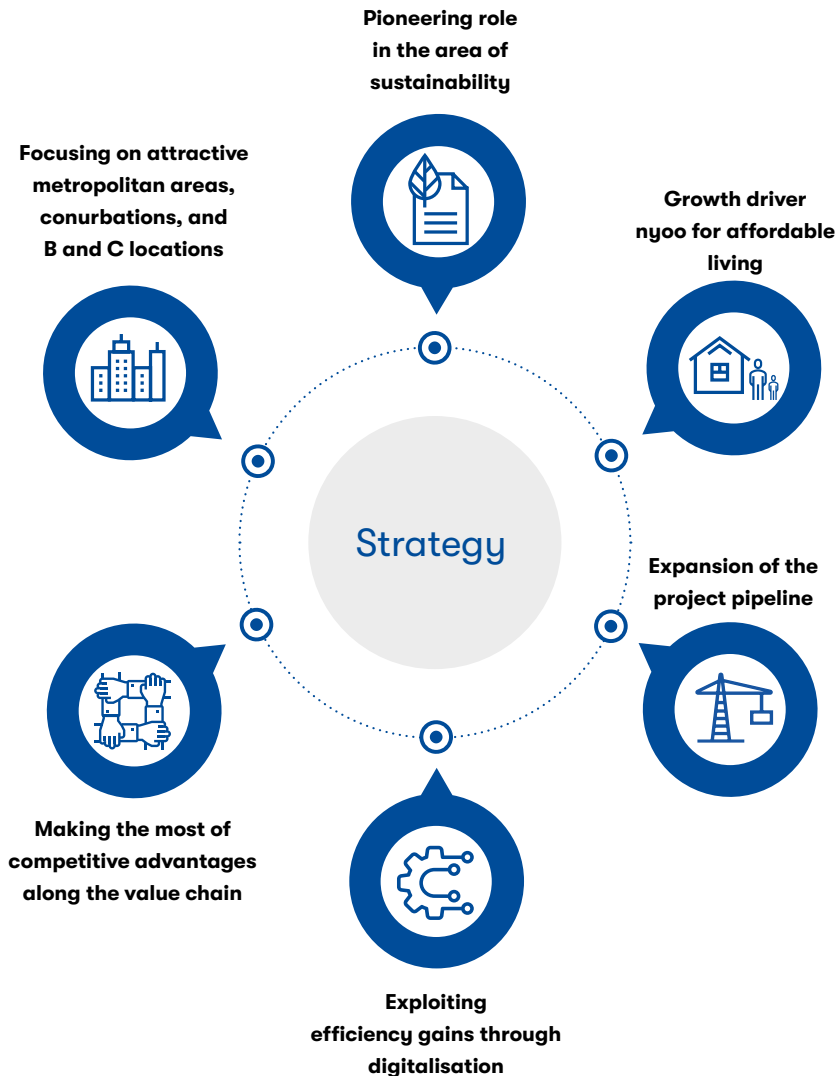 Pioneering role
in the area of
sustainability
Focusing on attractive
metropolitan areas,
conurbations, and
B and C locations
Growth driver
nyoo for affordable
living
Strategy
Expansion of the
project pipeline
Making the most of
competitive advantages
along the value chain
Exploiting
efficiency gains through
digitalisation